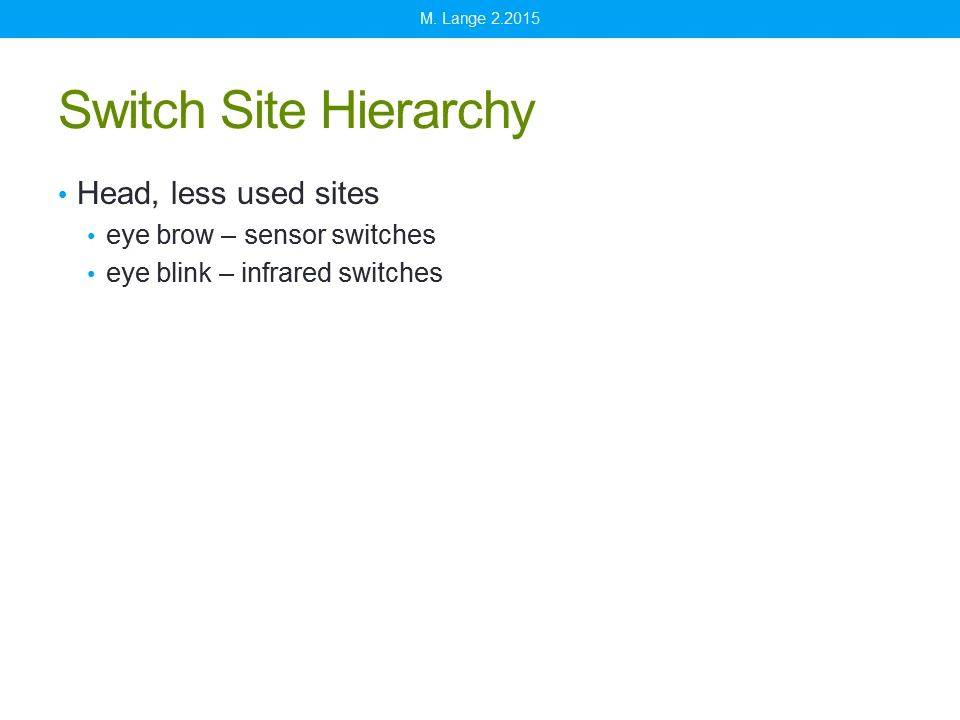 M. Lange 2.2015
Switch Site Hierarchy
• Head, less used sites
• eye brow – sensor switches
• eye blink – infrared switches